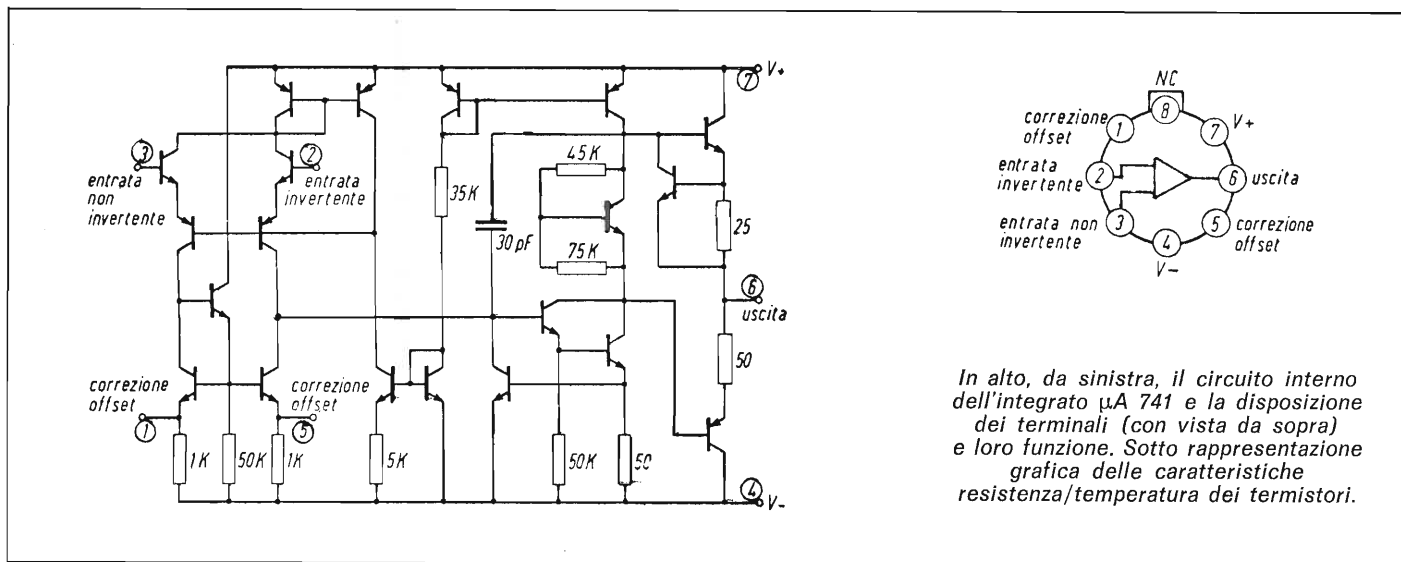 7 V+
3
entrata
non
invertente
2
entrata
invertente
35K
30 pF
45K
75K
25
6
uscita
50
correzione
offset
1
correzione
offset
5
1K
50K
1K
5K
50K
50
4
V-
NC
8
correzione
offset
1
7
V+
entrata
invertente
2
6
uscita
entrata non
invertente
3
4
V-
5
correzione
offset
In alto, da sinistra, il circuito interno
dell'integrato µA 741 e la disposizione
dei terminali (con vista da sopra)
e loro funzione. Sotto rappresentazione
grafica delle caratteristiche
resistenza/temperatura dei termistori.